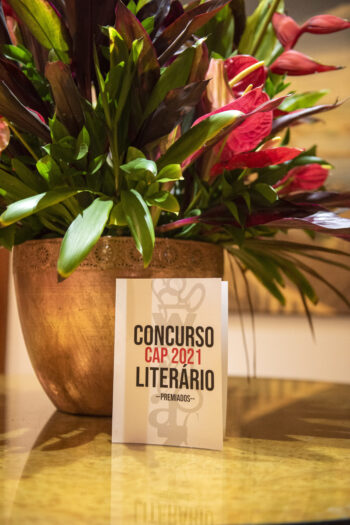 CONCURSO
CAP 2021
LITERÁRIO
--PREMIADOS--